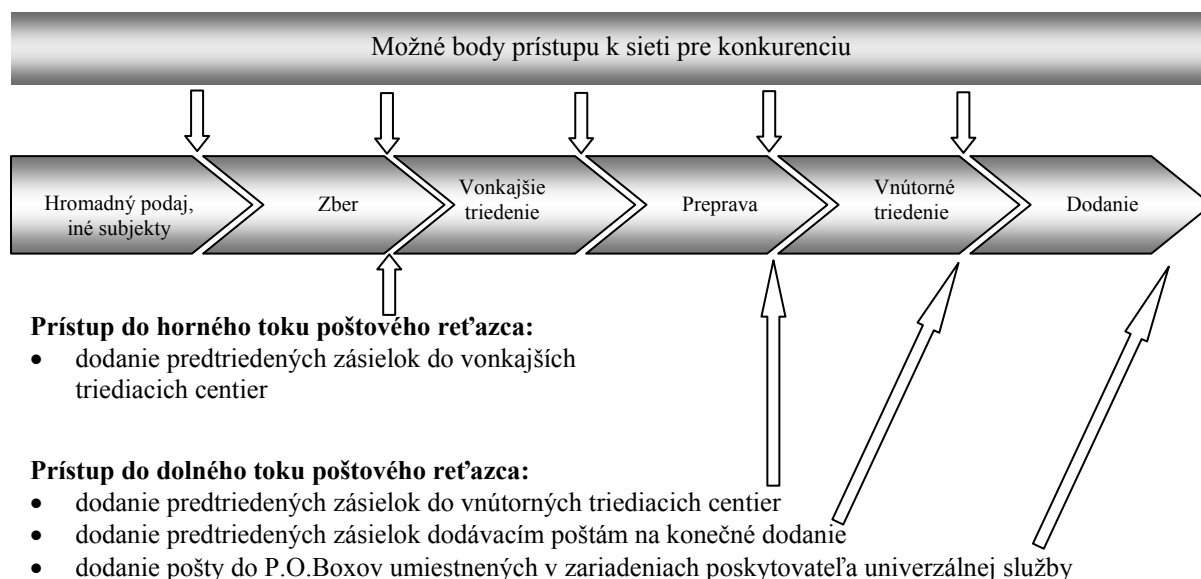 Možné body prístupu k sieti pre konkurenciu
Hromadný podaj,
iné subjekty
Zber
Vonkajšie
triedenie
Preprava
Vnútorné
triedenie
Dodanie
Prístup do horného toku poštového reťazca:
• dodanie predtriedených zásielok do vonkajších
triediacich centier
Prístup do dolného toku poštového reťazca:
• dodanie predtriedených zásielok do vnútorných triediacich centier
• dodanie predtriedených zásielok dodávacím poštám na konečné dodanie
• dodanie pošty do P.O.Boxov umiestnených v zariadeniach poskytovateľa univerzálnej služby